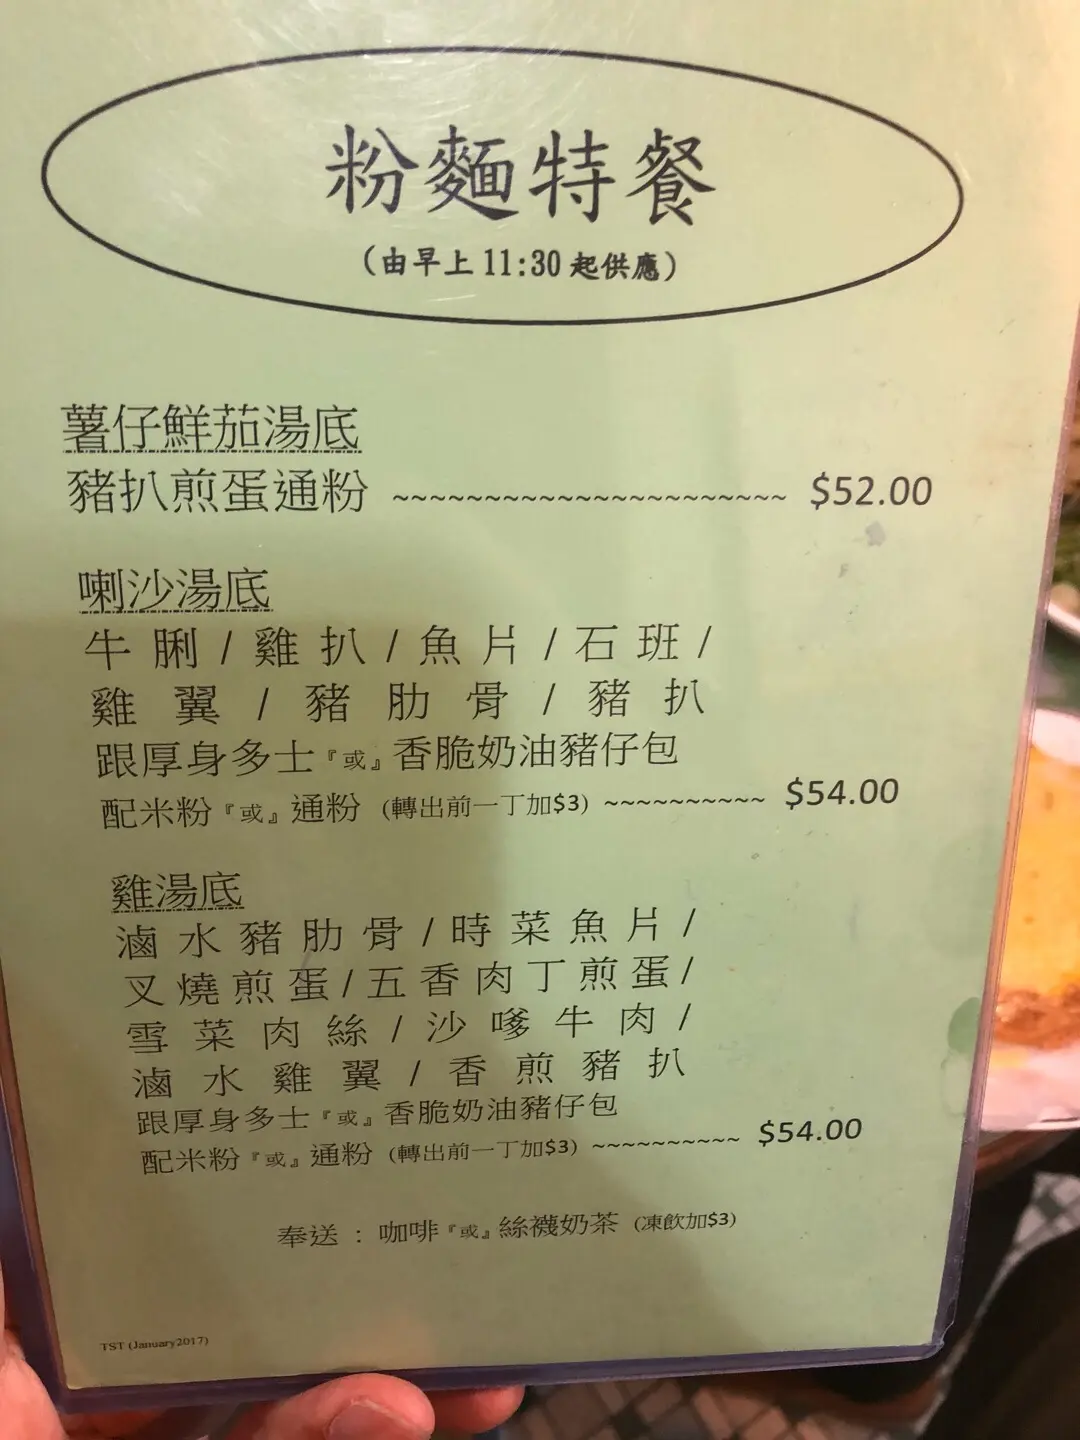 粉麵特餐
(由早上 11:30 起供應)
薯仔鮮茄湯底
豬扒煎蛋通粉 ~~~~~~~~~~~~~~~~~~~~~~ $52.00
喇沙湯底
牛脷/雞扒/魚片/石班/
雞翼/豬肋骨/豬扒
跟厚身多士『或』香脆奶油豬仔包
配米粉『或』通粉 (轉出前一丁加$3) ~~~~~~~~~~ $54.00
雞湯底
滷水豬肋骨/時菜魚片/
叉燒煎蛋/五香肉丁煎蛋/
雪菜肉絲/沙嗲牛肉/
滷水雞翼/香煎豬扒
跟厚身多士『或』香脆奶油豬仔包
配米粉『或』通粉 (轉出前一丁加$3) ~~~~~~~~~~ $54.00
奉送 : 咖啡『或』絲襪奶茶 (凍飲加$3)
TST (January2017)